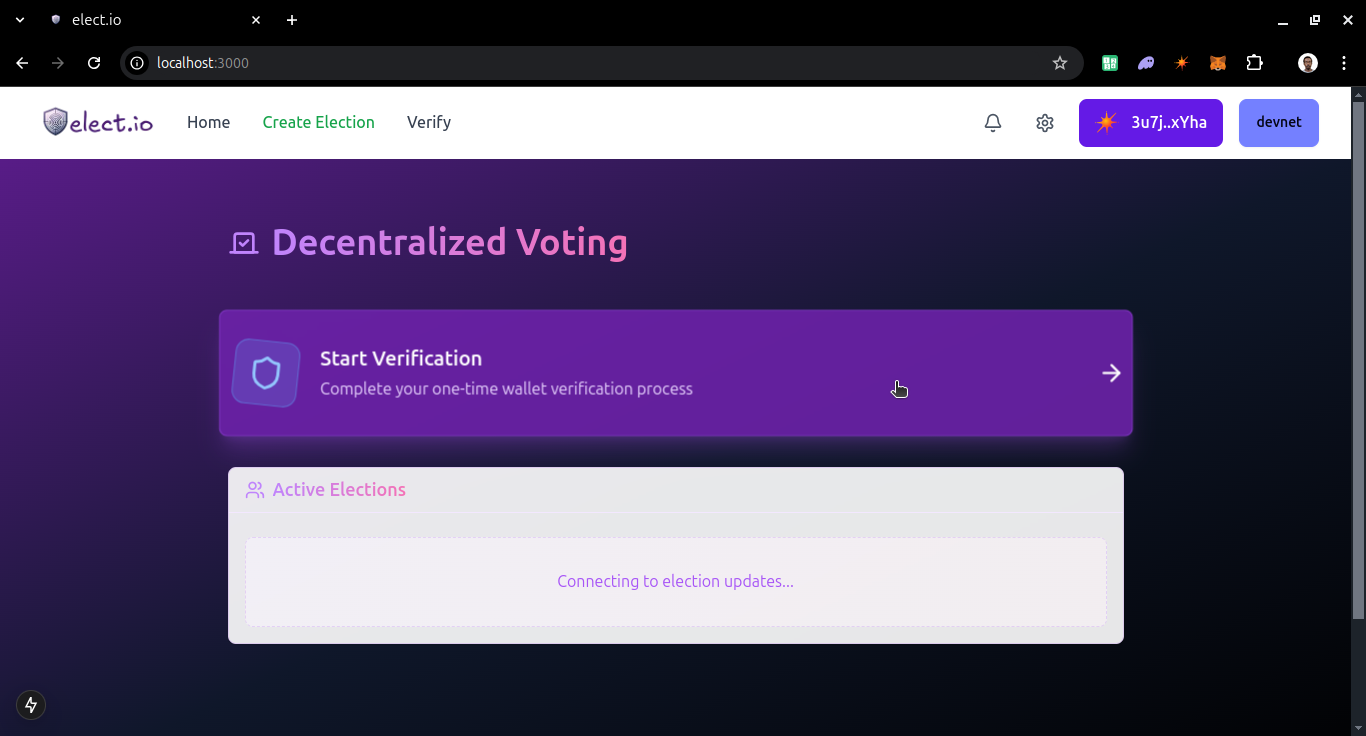 elect.io
localhost:3000
elect.io
Home
Create Election
Verify
3u7j..xYha
devnet
Decentralized Voting
Start Verification
Complete your one-time wallet verification process
Active Elections
Connecting to election updates...